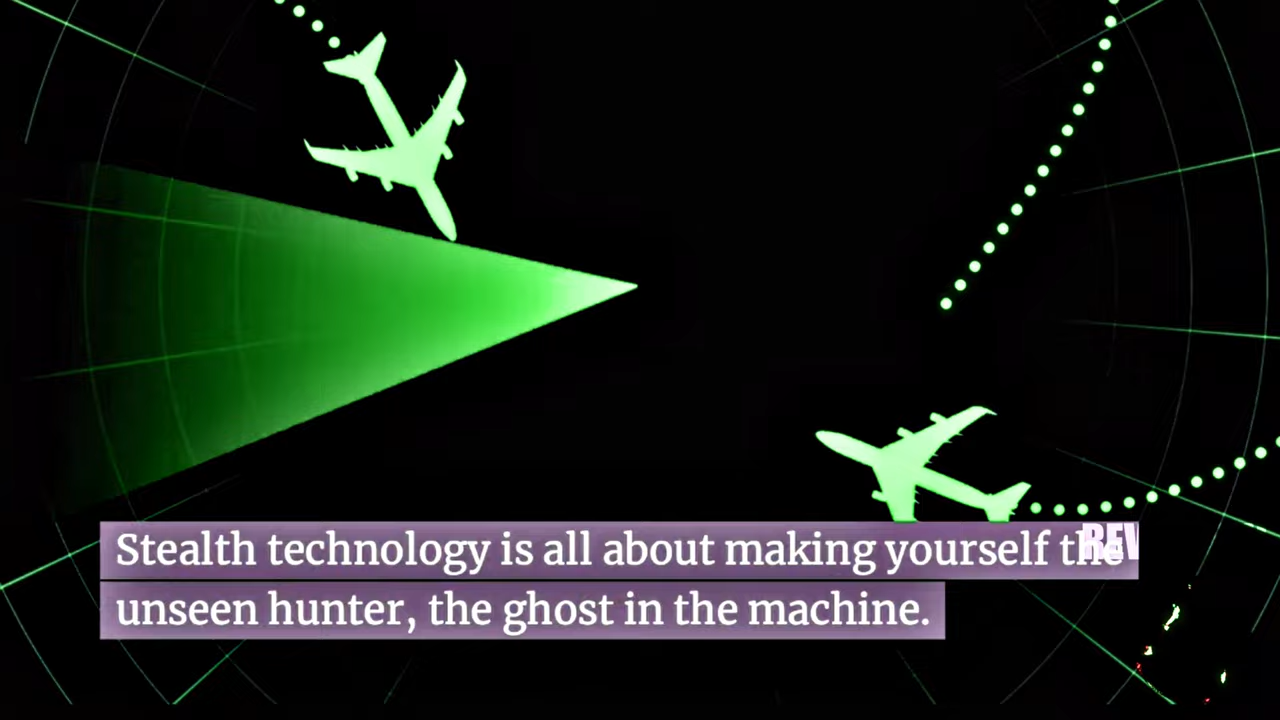 Stealth technology is all about making yourself the
unseen hunter, the ghost in the machine.